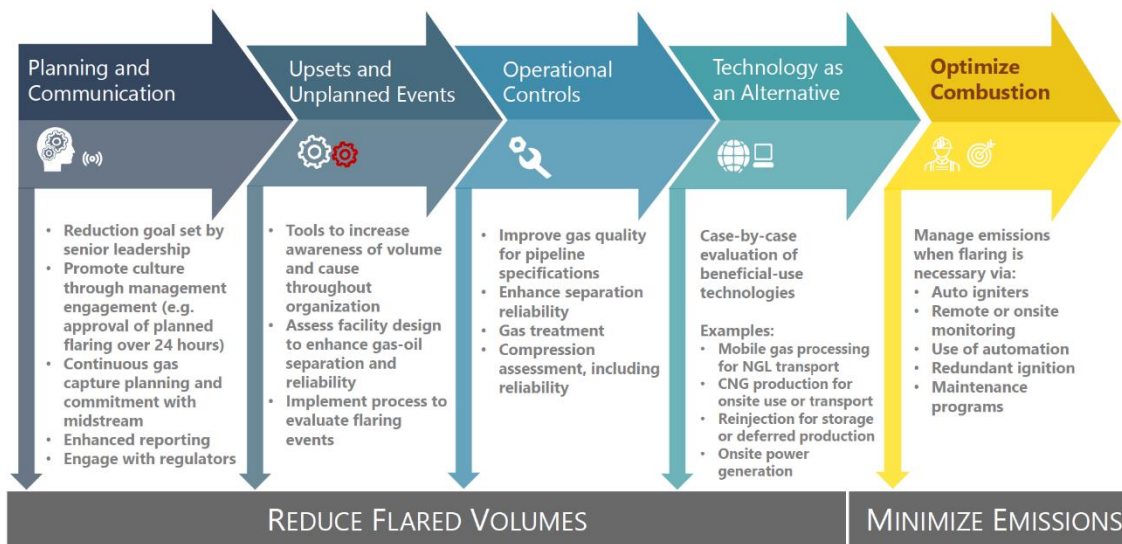 Planning and
Communication
Upsets and
Unplanned Events
Operational
Controls
Technology as
an Alternative
Optimize
Combustion
• Reduction goal set by
senior leadership
• Promote culture
through management
engagement (e.g.
approval of planned
flaring over 24 hours)
• Continuous gas
capture planning and
commitment with
midstream
• Enhanced reporting
• Engage with regulators
• Tools to increase
awareness of volume
and cause
throughout
organization
• Assess facility design
to enhance gas-oil
separation and
reliability
• Implement process to
evaluate flaring
events
• Improve gas quality
for pipeline
specifications
• Enhance separation
reliability
• Gas treatment
• Compression
assessment, including
reliability
Case-by-case
evaluation of
beneficial-use
technologies
Examples:
• Mobile gas processing
for NGL transport
• CNG production for
onsite use or transport
• Reinjection for storage
or deferred production
• Onsite power
generation
Manage emissions
when flaring is
necessary via:
• Auto igniters
• Remote or onsite
monitoring
• Use of automation
• Redundant ignition
• Maintenance
programs
REDUCE FLARED VOLUMES
MINIMIZE EMISSIONS